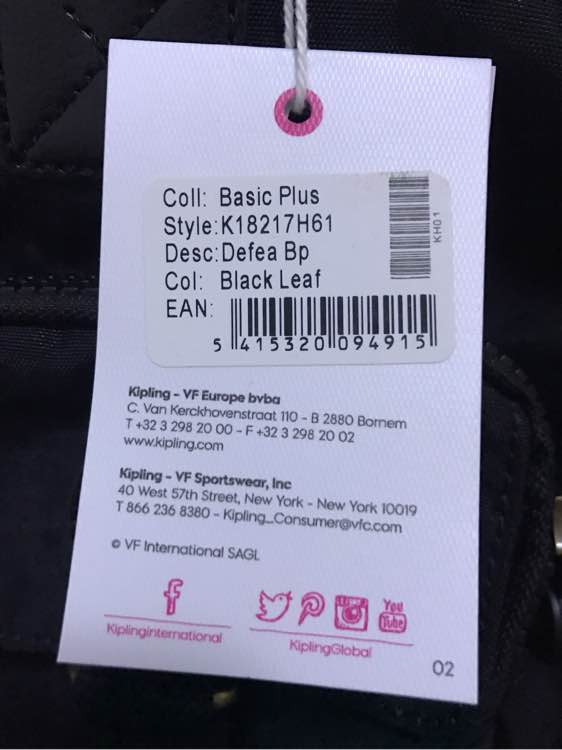 Coll: Basic Plus
Style:K18217H61
Desc:Defea Bp
Col: Black Leaf
EAN:
5 415320 094915
KH01
Kipling - VF Europe bvba
C. Van Kerckhovenstraat 110 - B 2880 Bornem
T +32 3 298 20 00 - F +32 3 298 20 02
www.kipling.com
Kipling - VF Sportswear, Inc
40 West 57th Street, New York - New York 10019
T 866 236 8380 - Kipling_Consumer@vfc.com
© VF International SAGL
You
Tube
Kiplinginternational
KiplingGlobal
02